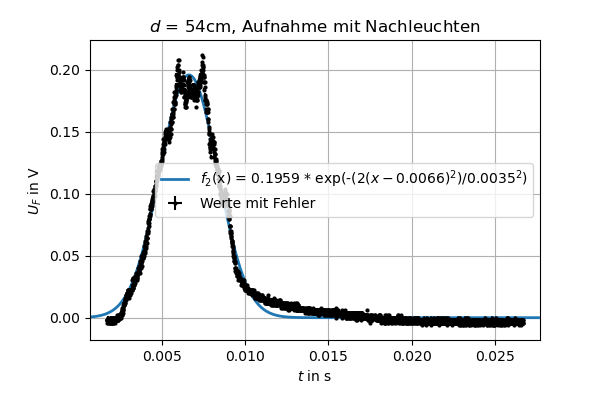 d = 54cm, Aufnahme mit Nachleuchten
0.20
0.15
0.10
0.05
0.00
U_F in V
f_2(x) = 0.1959 * exp(-(2(x − 0.0066)^2)/0.0035^2)
Werte mit Fehler
0.005 0.010 0.015 0.020 0.025
t in s